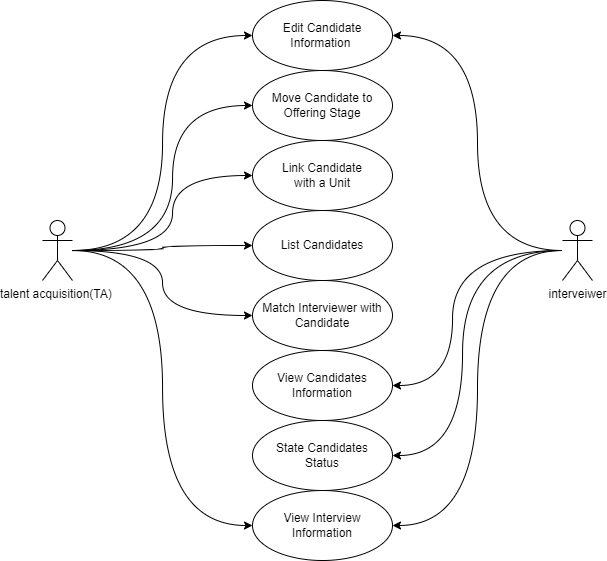 Edit Candidate
Information
Move Candidate to
Offering Stage
Link Candidate
with a Unit
talent acquisition(TA)
List Candidates
interveiwer
Match Interviewer with
Candidate
View Candidates
Information
State Candidates
Status
View Interview
Information